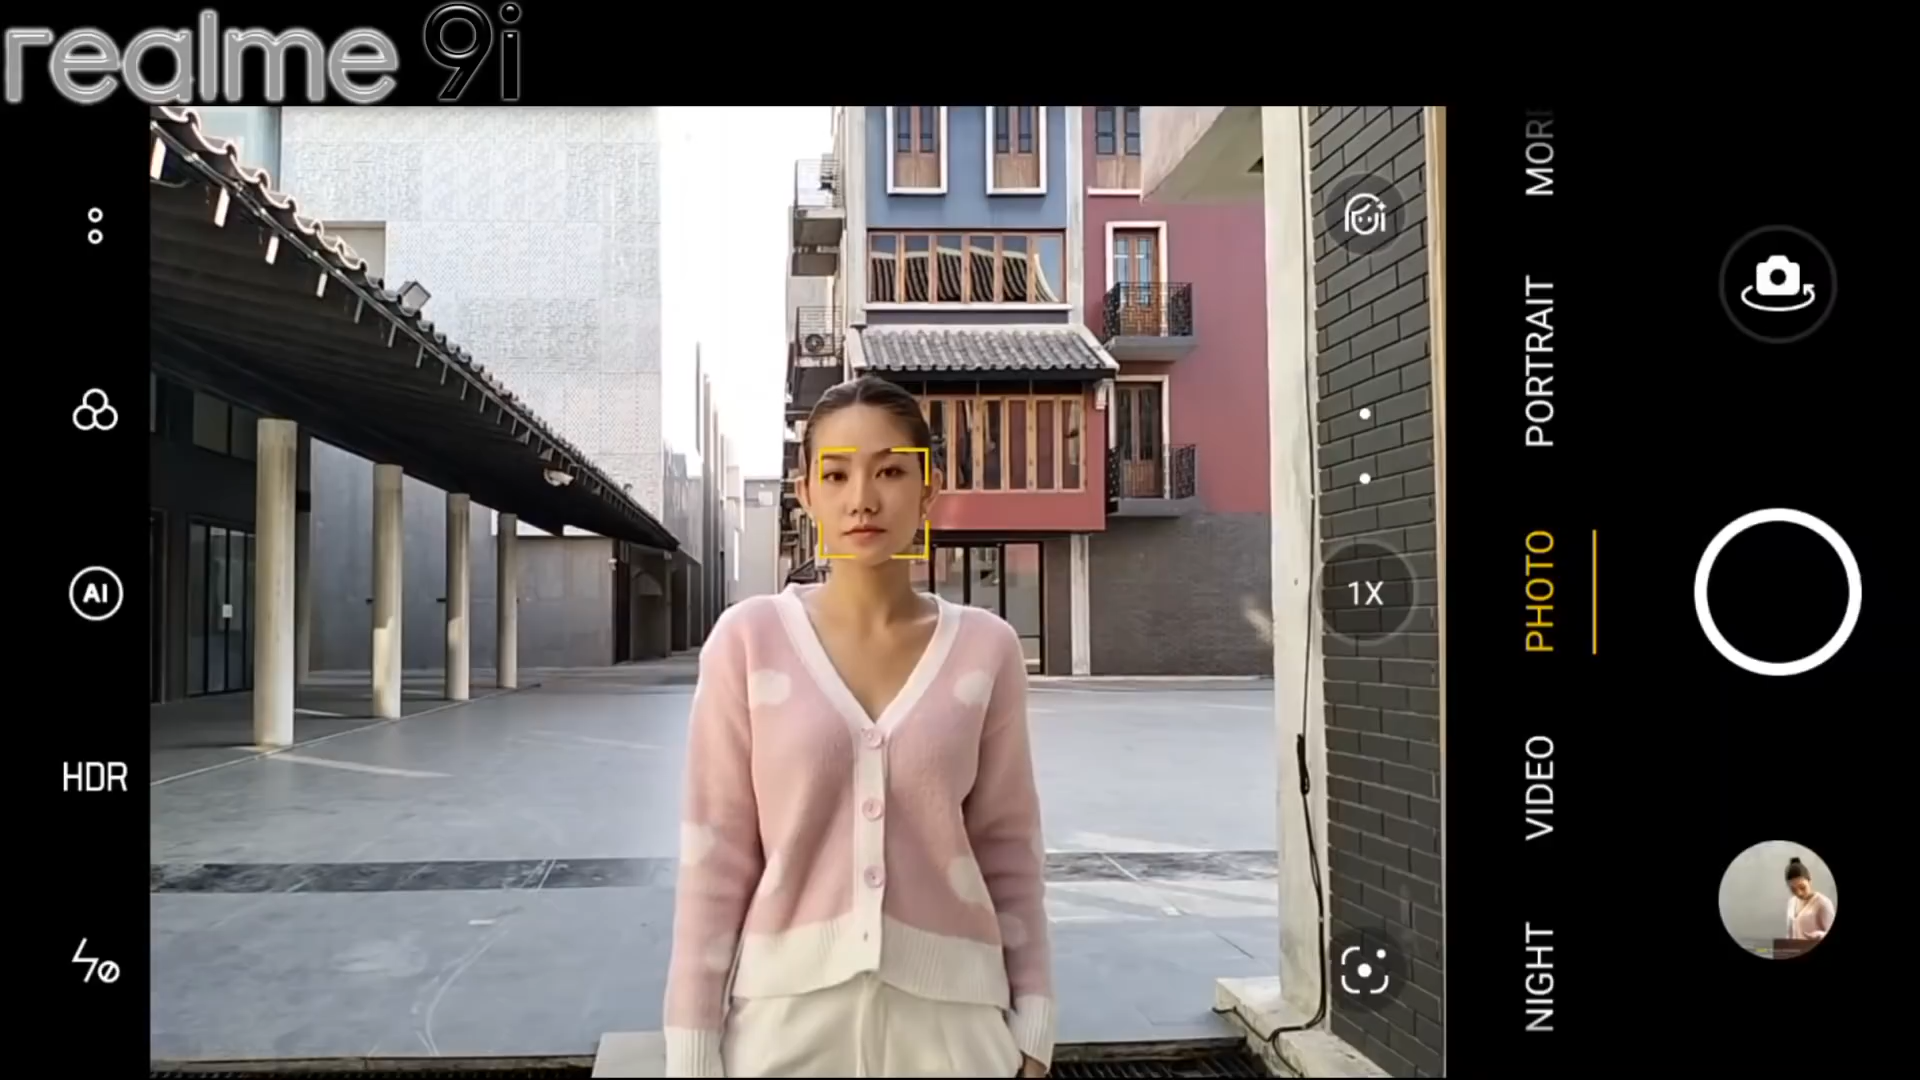 realme 9i
MORE
PORTRAIT
PHOTO
VIDEO
NIGHT
1X
AI
HDR